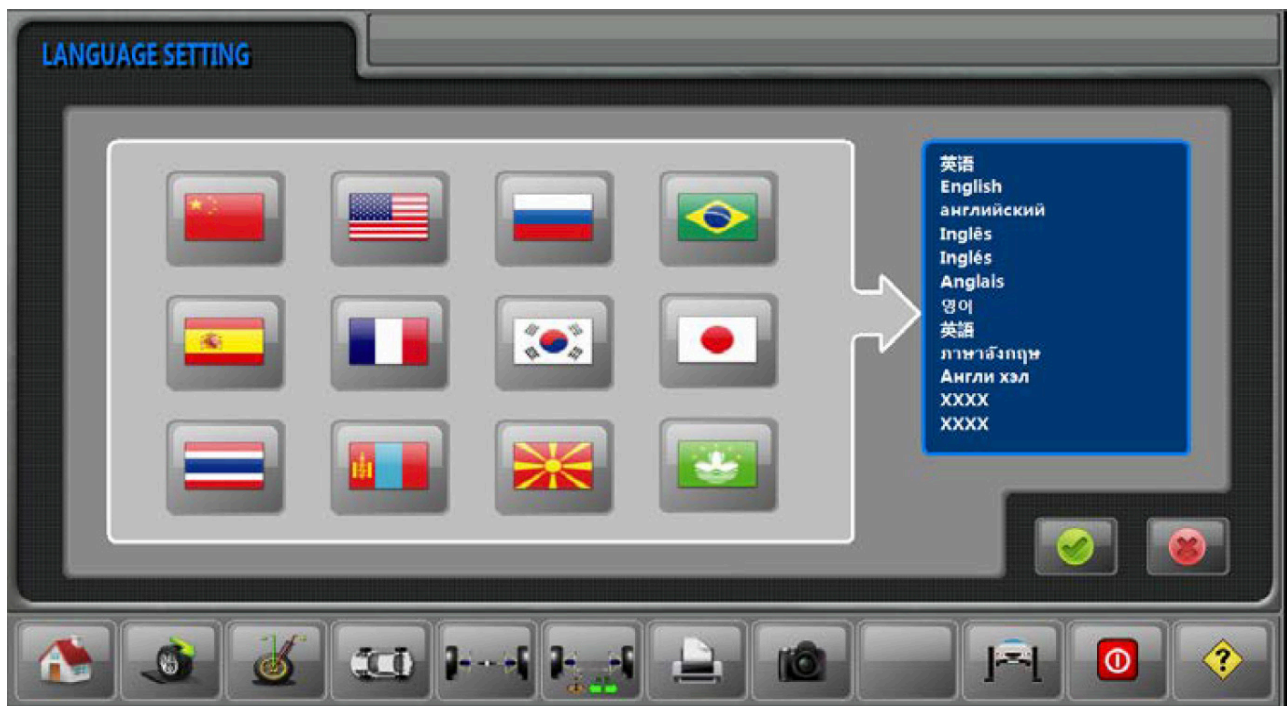 LANGUAGE SETTING
英语
English
английский
Inglês
Inglés
Anglais
영어
英語
ภาษาอังกฤษ
Англи хэл
XXXX
XXXX